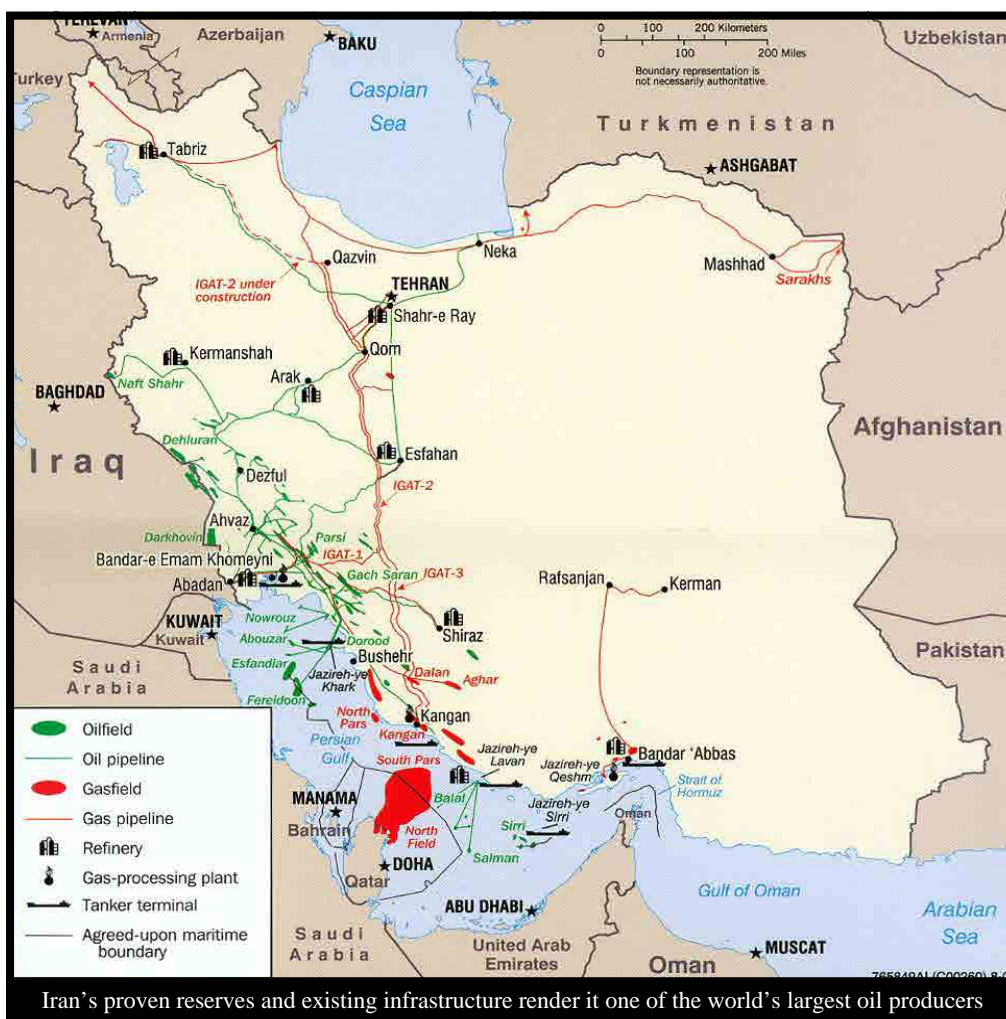 YEREVAN
Armenia
Azerbaijan
BAKU
0 100 200 Kilometers
0 100 200 Miles
Boundary representation is
not necessarily authoritative.
Uzbekistan
Turkey
Caspian
Sea
Turkmenistan
Tabriz
ASHGABAT
Neka
Qazvin
Mashhad
Sarakhs
IGAT-2 under
construction
TEHRAN
Shahr-e Ray
Kermanshah
Qom
Arak
Naft Shahr
BAGHDAD
Afghanistan
Dehluran
Esfahan
Iraq
Dezful
IGAT-2
Ahvaz
Darkhovin
Parsi
Bandar-e Emam Khomeyni
IGAT-1
Gach Saran
IGAT-3
Abadan
Rafsanjan
Kerman
Nowrouz
KUWAIT
Kuwait
Abouzar
Dorood
Shiraz
Pakistan
Saudi
Arabia
Esfandiar
Jazireh-ye
Khark
Bushehr
Dalan
Aghar
Fereidoon
North
Pars
Kangan
Kangan
Oilfield
Persian
Gulf
South Pars
Jazireh-ye
Lavan
Jazireh-ye
Qeshm
Bandar ‘Abbas
Oil pipeline
Strait of
Hormuz
Gasfield
MANAMA
Bahrain
Balal
Jazireh-ye
Sirri
Oman
Gas pipeline
North
Field
Sirri
Refinery
Salman
DOHA
Gas-processing plant
Qatar
Gulf of Oman
Tanker terminal
ABU DHABI
Arabian
Sea
Agreed-upon maritime
boundary
Saudi
Arabia
United Arab
Emirates
Oman
MUSCAT
Iran’s proven reserves and existing infrastructure render it one of the world’s largest oil producers